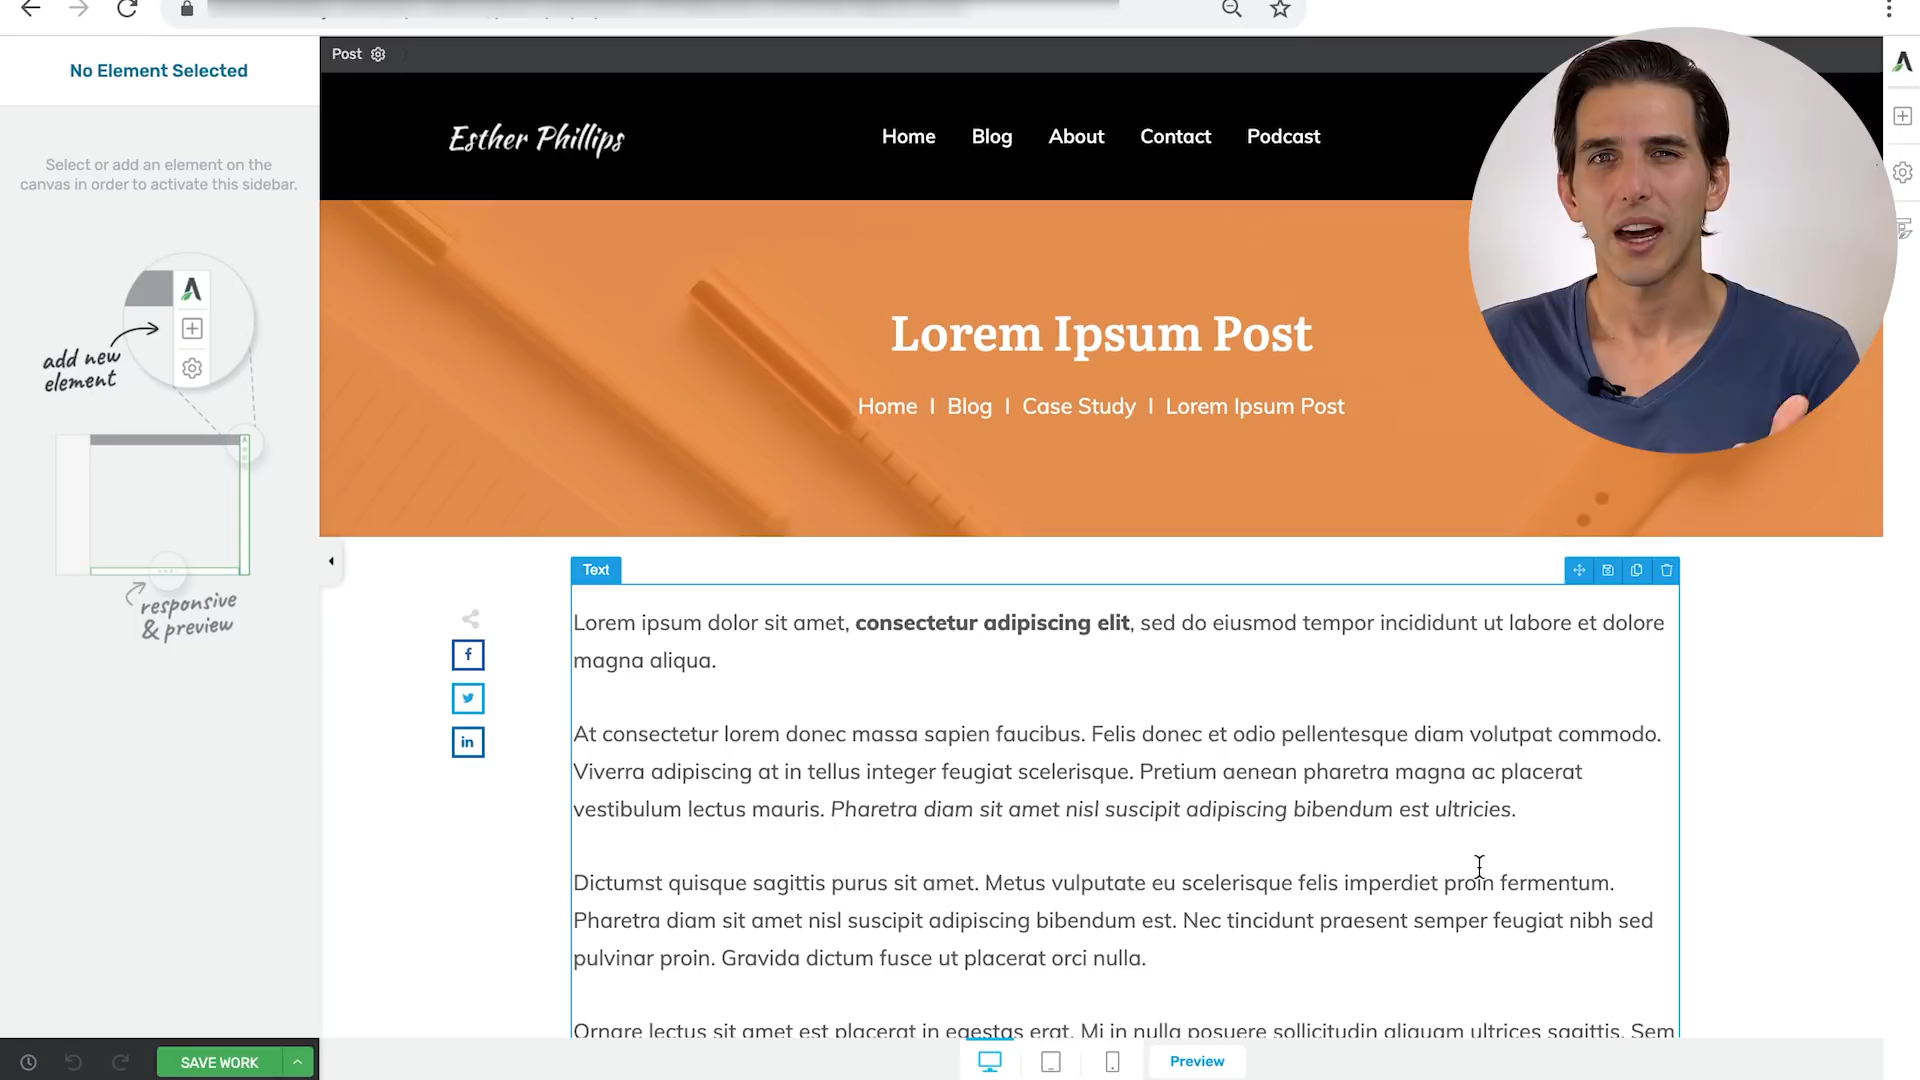 No Element Selected
Select or add an element on the
canvas in order to activate this sidebar.
add new
element
responsive
& preview
SAVE WORK
Post
Esther Phillips
Home Blog About Contact Podcast
Lorem Ipsum Post
Home | Blog | Case Study | Lorem Ipsum Post
Text
Lorem ipsum dolor sit amet, consectetur adipiscing elit, sed do eiusmod tempor incididunt ut labore et dolore
magna aliqua.
At consectetur lorem donec massa sapien faucibus. Felis donec et odio pellentesque diam volutpat commodo.
Viverra adipiscing at in tellus integer feugiat scelerisque. Pretium aenean pharetra magna ac placerat
vestibulum lectus mauris. Pharetra diam sit amet nisl suscipit adipiscing bibendum est ultricies.
Dictumst quisque sagittis purus sit amet. Metus vulputate eu scelerisque felis imperdiet proin fermentum.
Pharetra diam sit amet nisl suscipit adipiscing bibendum est. Nec tincidunt praesent semper feugiat nibh sed
pulvinar proin. Gravida dictum fusce ut placerat orci nulla.
Ornare lectus sit amet est placerat in egestas erat. Mi in nulla posuere sollicitudin aliquam ultrices sagittis. Sem
Preview